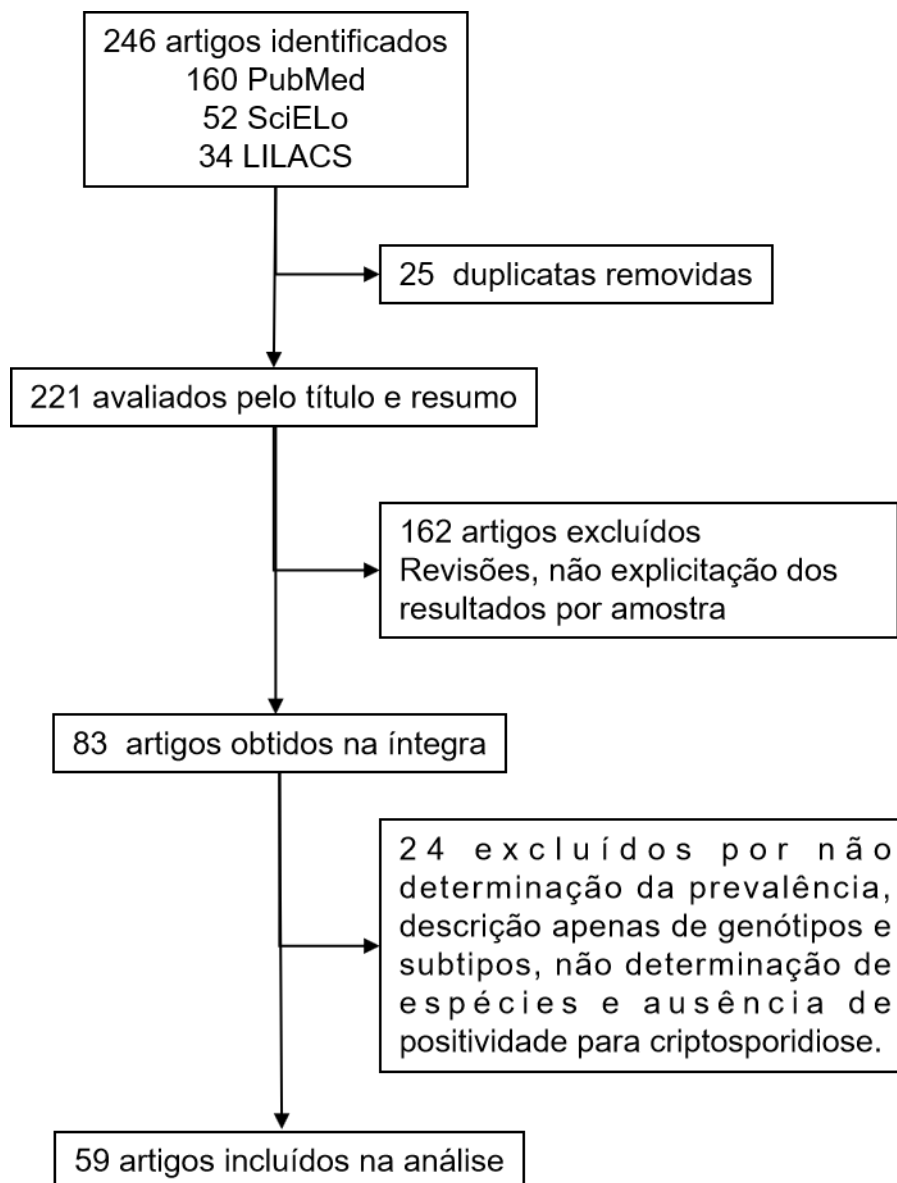 246 artigos identificados
160 PubMed
52 SciELo
34 LILACS
25 duplicatas removidas
221 avaliados pelo título e resumo
162 artigos excluídos
Revisões, não explicitação dos
resultados por amostra
83 artigos obtidos na íntegra
24 excluídos por não
determinação da prevalência,
descrição apenas de genótipos e
subtipos, não determinação de
espécies e ausência de
positividade para criptosporidiose.
59 artigos incluídos na análise